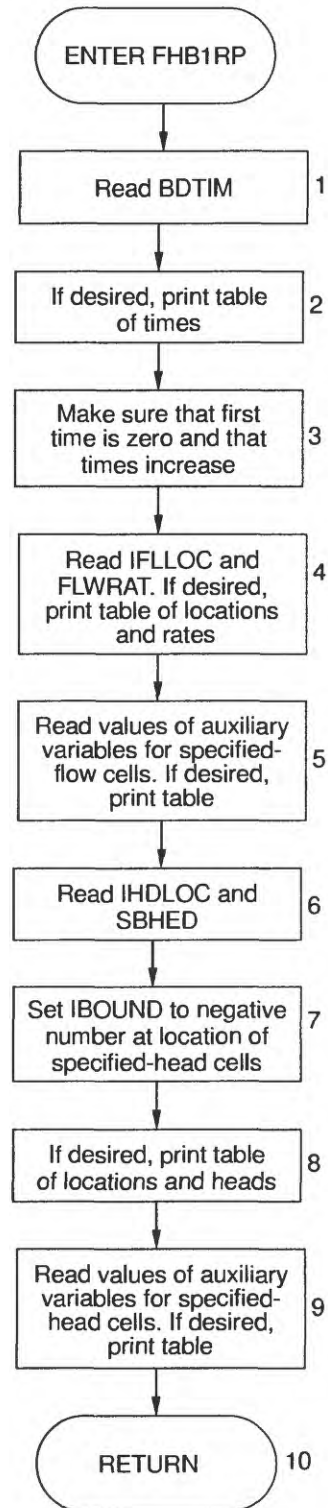 ENTER FHB1RP
Read BDTIM
1
If desired, print table
of times
2
Make sure that first
time is zero and that
times increase
3
Read IFLLOC and
FLWRAT. If desired,
print table of locations
and rates
4
Read values of auxiliary
variables for specified-
flow cells. If desired,
print table
5
Read IHDLOC and
SBHED
6
Set IBOUND to negative
number at location of
specified-head cells
7
If desired, print table
of locations and heads
8
Read values of auxiliary
variables for specified-
head cells. If desired,
print table
9
RETURN
10